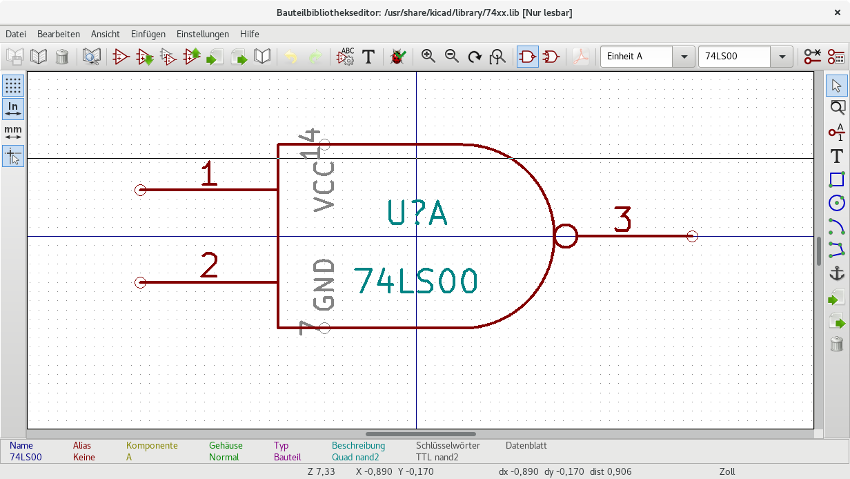 Bauteilbibliothekseditor: /usr/share/kicad/library/74xx.lib [Nur lesbar]
Datei Bearbeiten Ansicht Einfügen Einstellungen Hilfe
ABC T Einheit A 74LS00
In
mm
A
1
T
14
VCC
1
U?A
3
2
GND
74LS00
7
Name Alias Komponente Gehäuse Typ Beschreibung Schlüsselwörter Datenblatt
74LS00 Keine A Normal Bauteil Quad nand2 TTL nand2
Z 7,33 X -0,890 Y -0,170 dx -0,890 dy -0,170 dist 0,906 Zoll